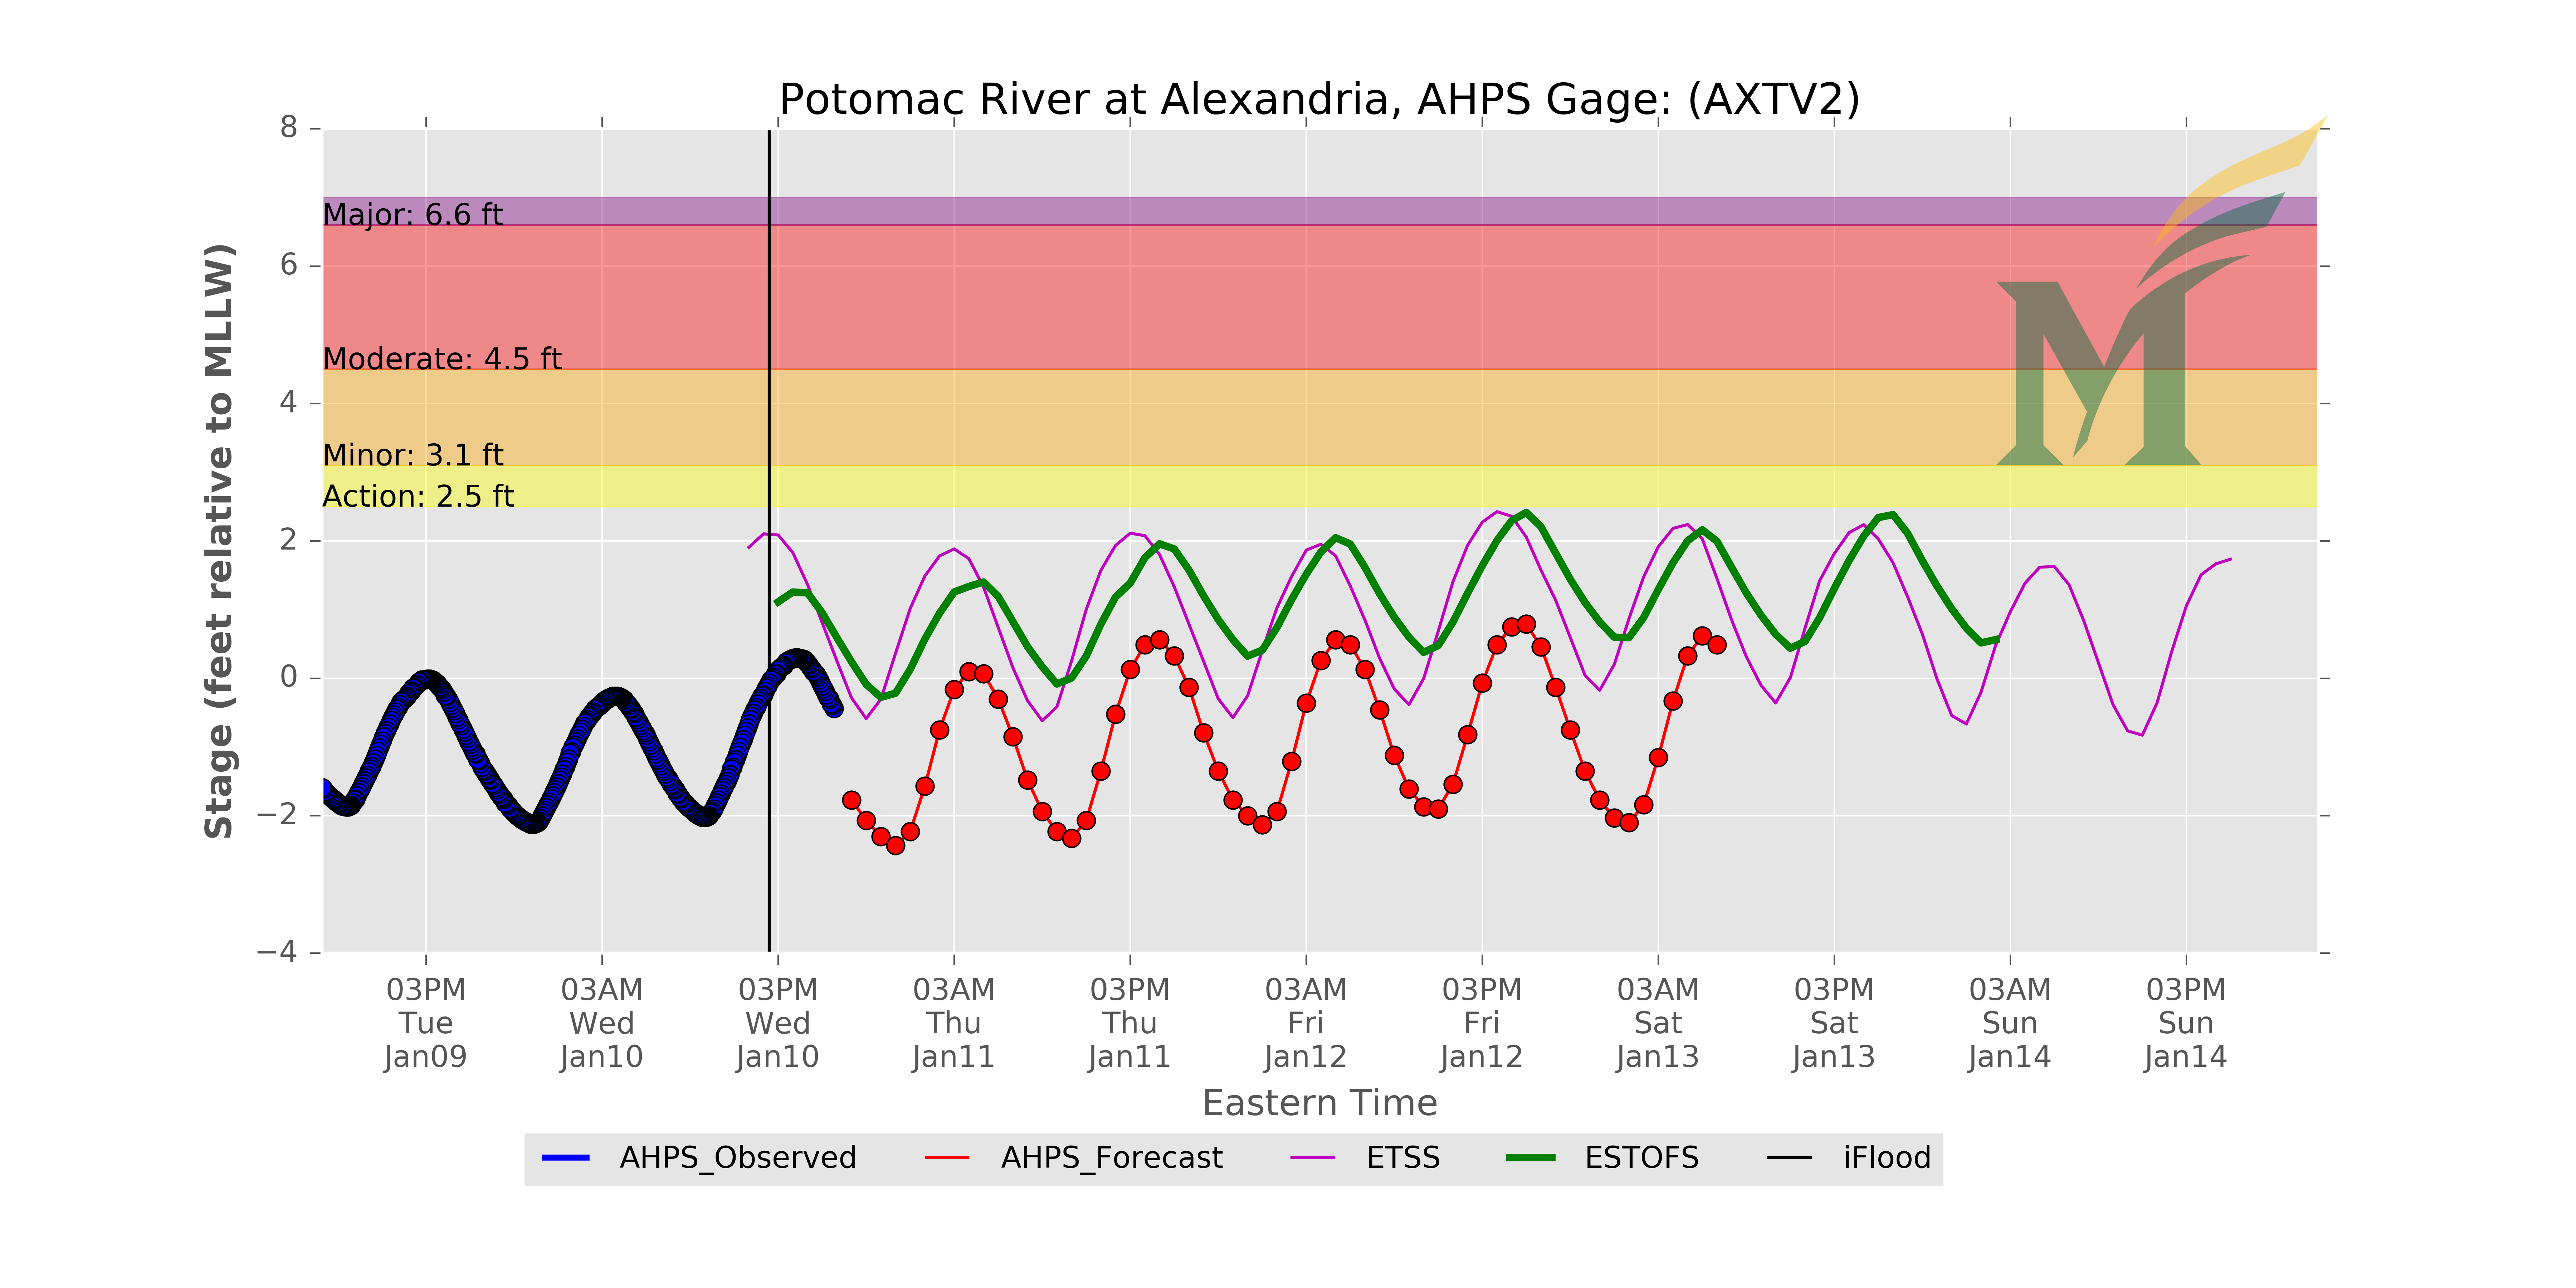 Potomac River at Alexandria, AHPS Gage: (AXTV2)
Stage (feet relative to MLLW)
8
6
4
2
0
−2
−4
Major: 6.6 ft
Moderate: 4.5 ft
Minor: 3.1 ft
Action: 2.5 ft
M
03PM 03AM 03PM 03AM 03PM 03AM 03PM 03AM 03PM 03AM 03PM
Tue Wed Wed Thu Thu Fri Fri Sat Sat Sun Sun
Jan09 Jan10 Jan10 Jan11 Jan11 Jan12 Jan12 Jan13 Jan13 Jan14 Jan14
Eastern Time
AHPS_Observed AHPS_Forecast ETSS ESTOFS iFlood